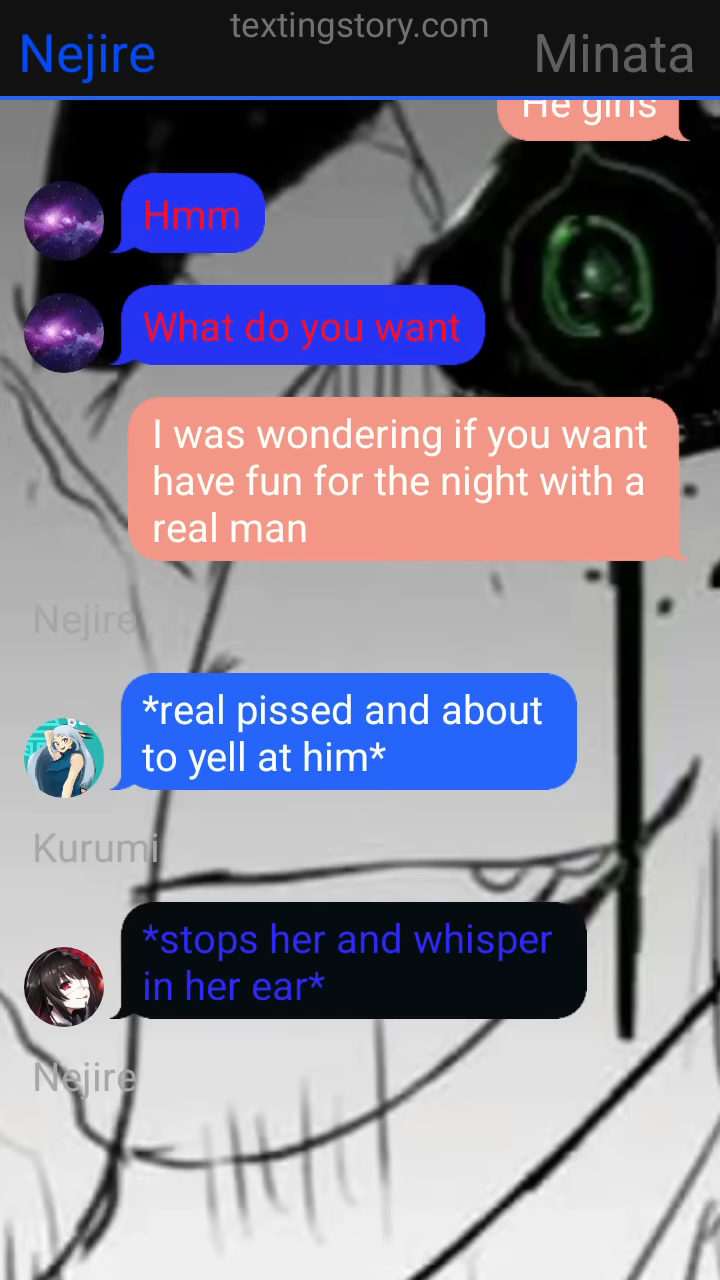 textingstory.com
Nejire
Minata
He girls
Hmm
What do you want
I was wondering if you want
have fun for the night with a
real man
Nejire
*real pissed and about
to yell at him*
Kurumi
*stops her and whisper
in her ear*
Nejire